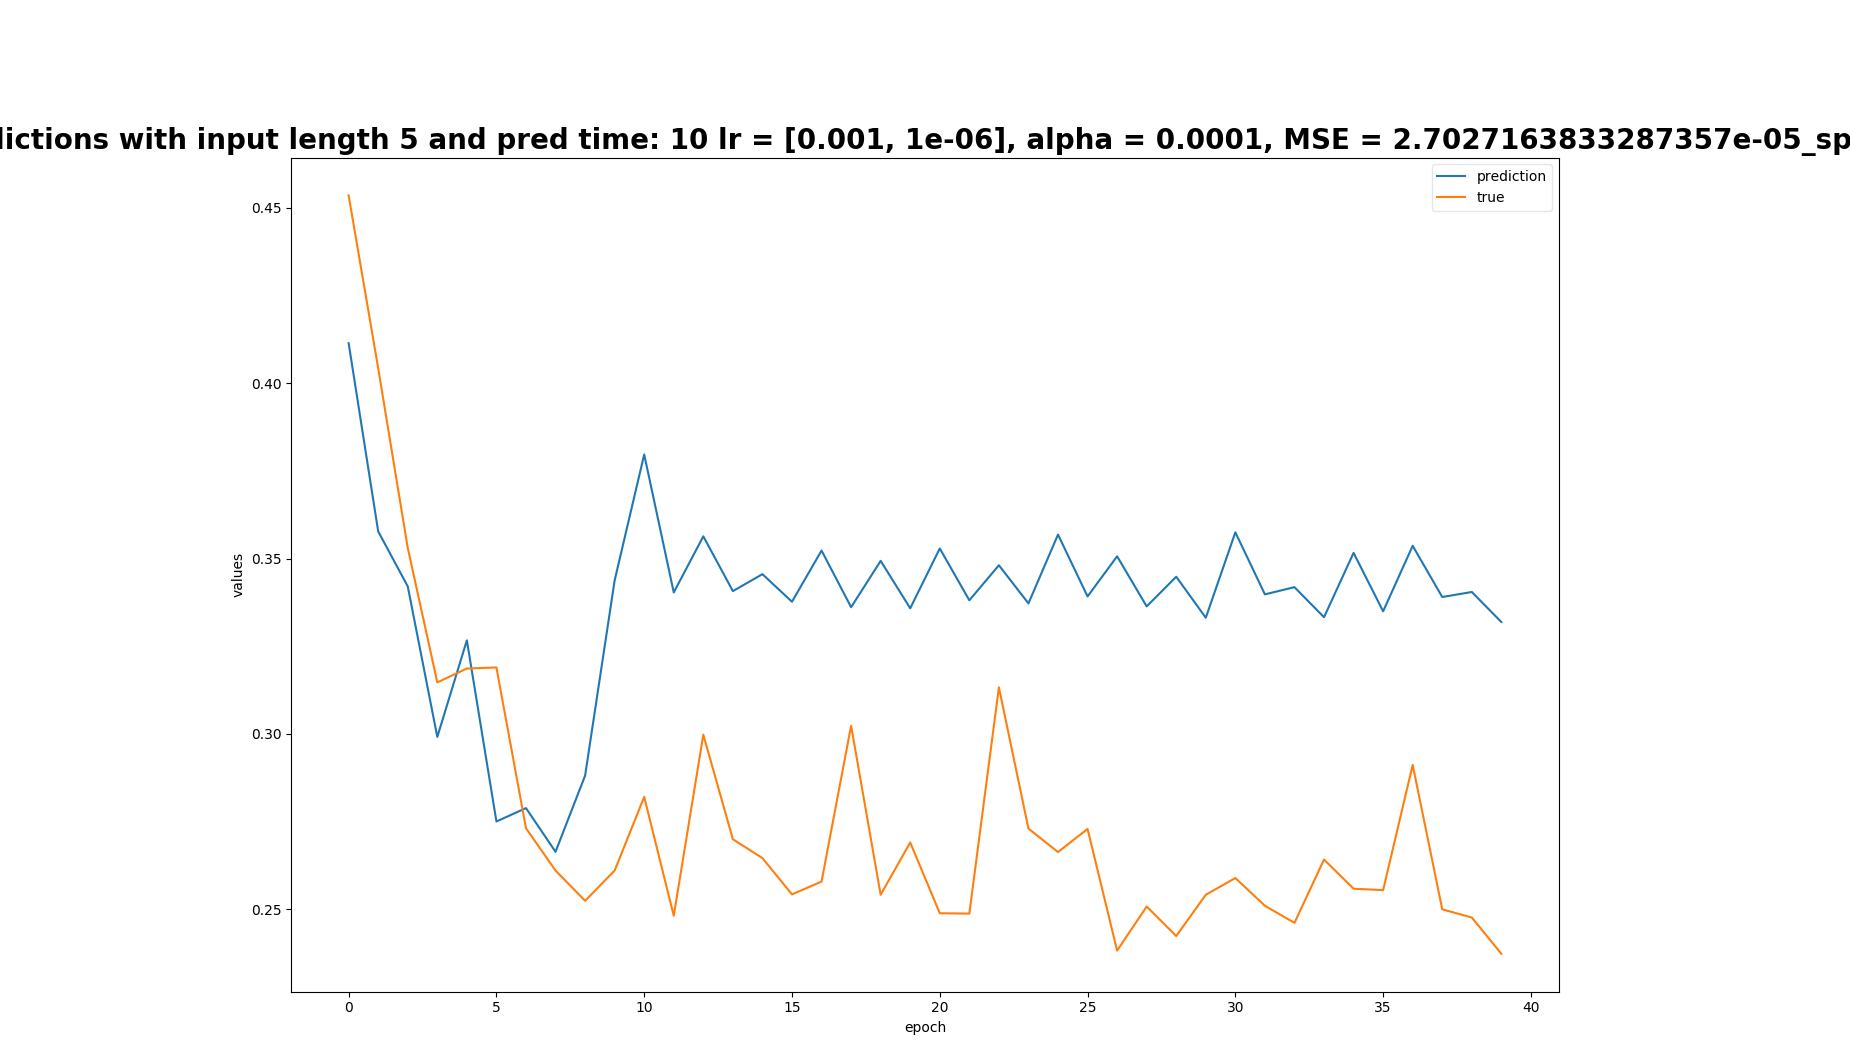 with input length 5 and pred time: 10 lr = [0.001, 1e-06], alpha = 0.0001, MSE = 2.7027163833287357e-05_sp
prediction
true
0.45
0.40
0.35
0.30
0.25
values
0 5 10 15 20 25 30 35 40
epoch